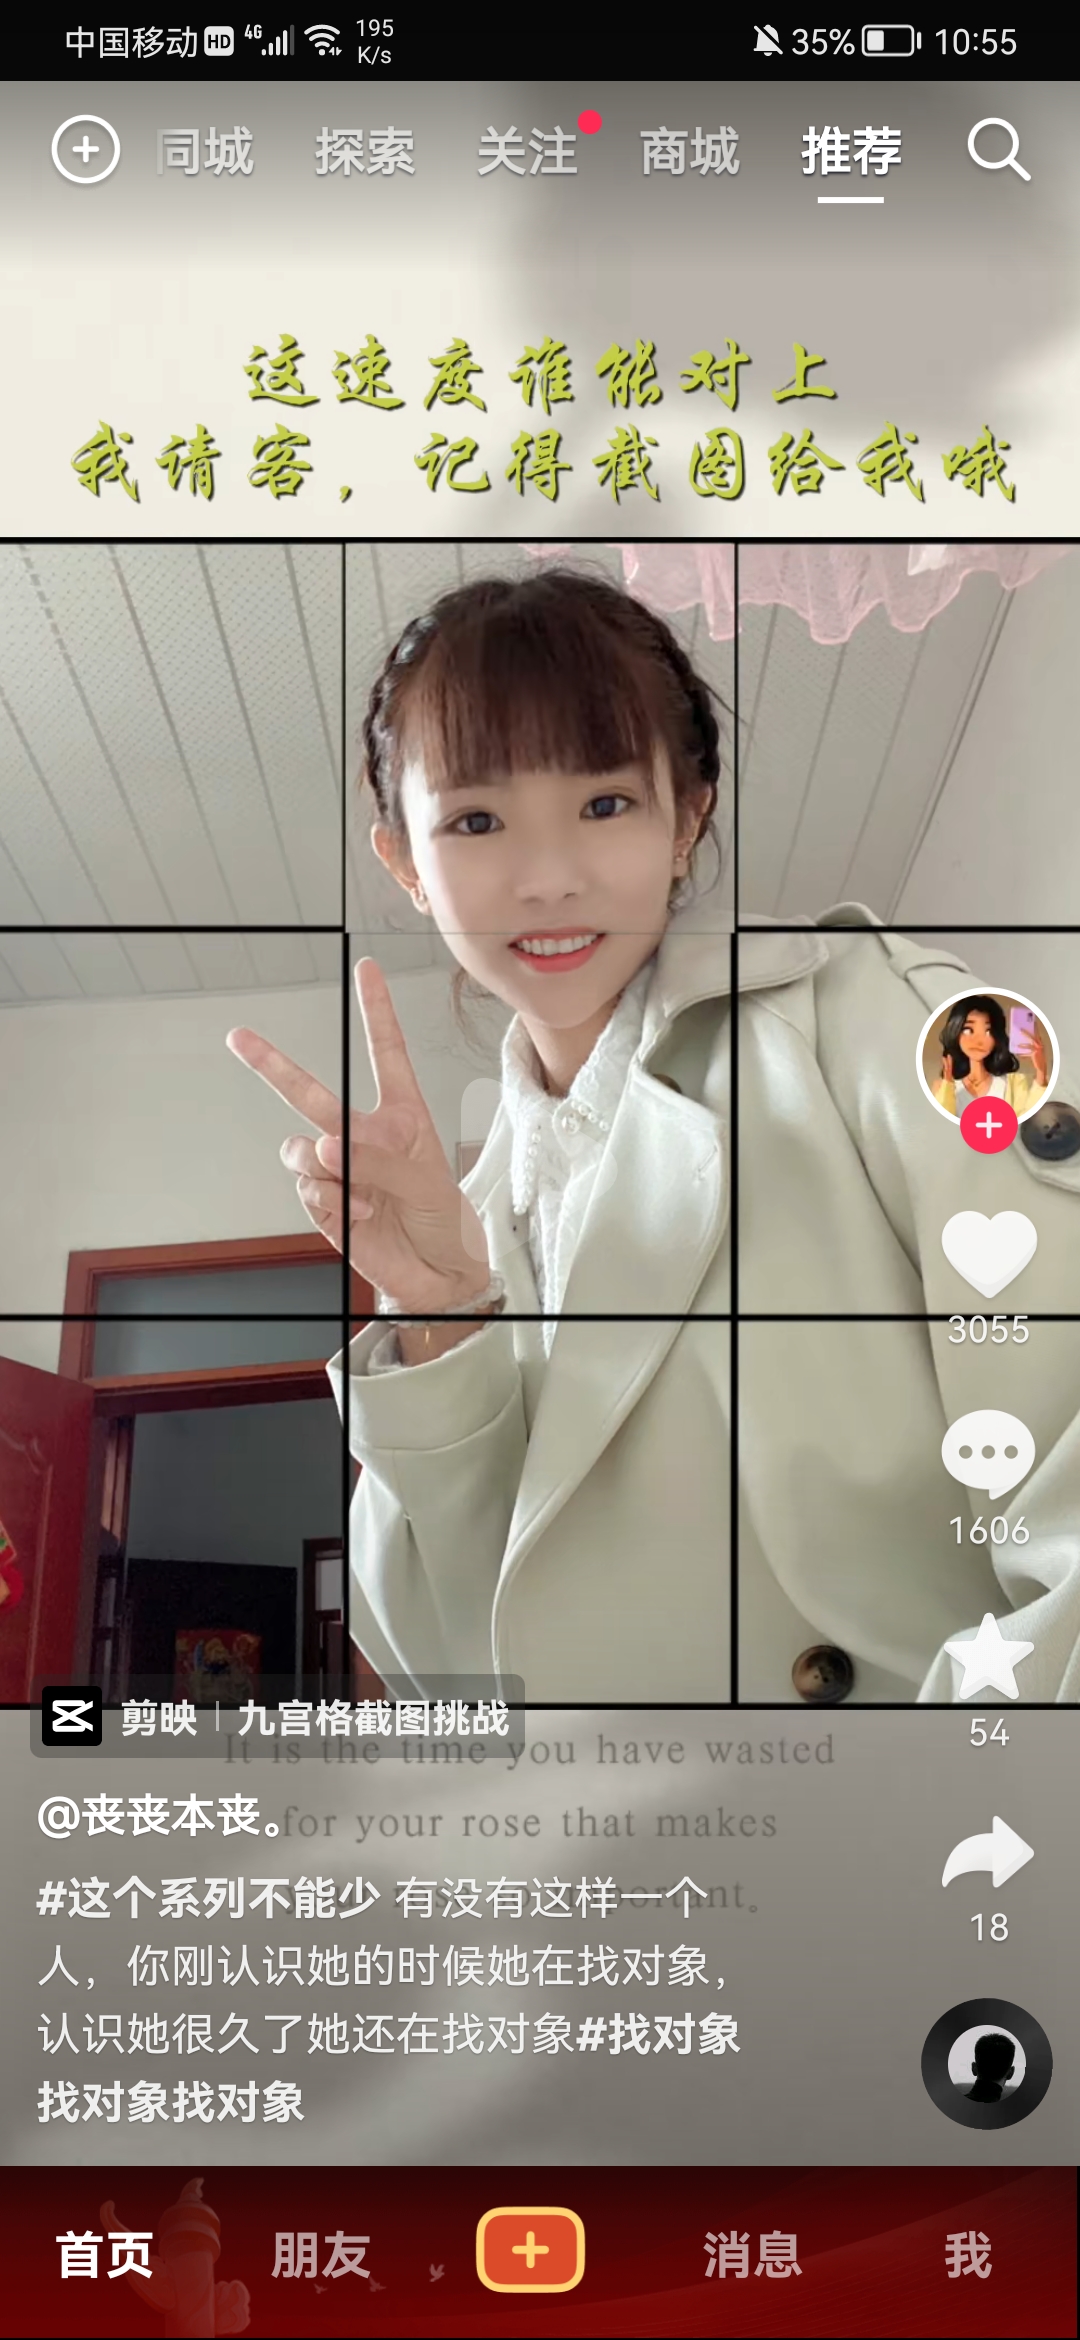 中国移动 HD 4G 195 K/s 35% 10:55
同城 探索 关注 商城 推荐
这速度谁能对上
我请客，记得截图给我哦
3055
1606
剪映 | 九宫格截图挑战
54
It is the time you have wasted
@丧丧本丧。
for your rose that makes
#这个系列不能少 有没有这样一个
important。
18
人，你刚认识她的时候她在找对象，
认识她很久了她还在找对象#找对象
找对象找对象
首页 朋友 消息 我